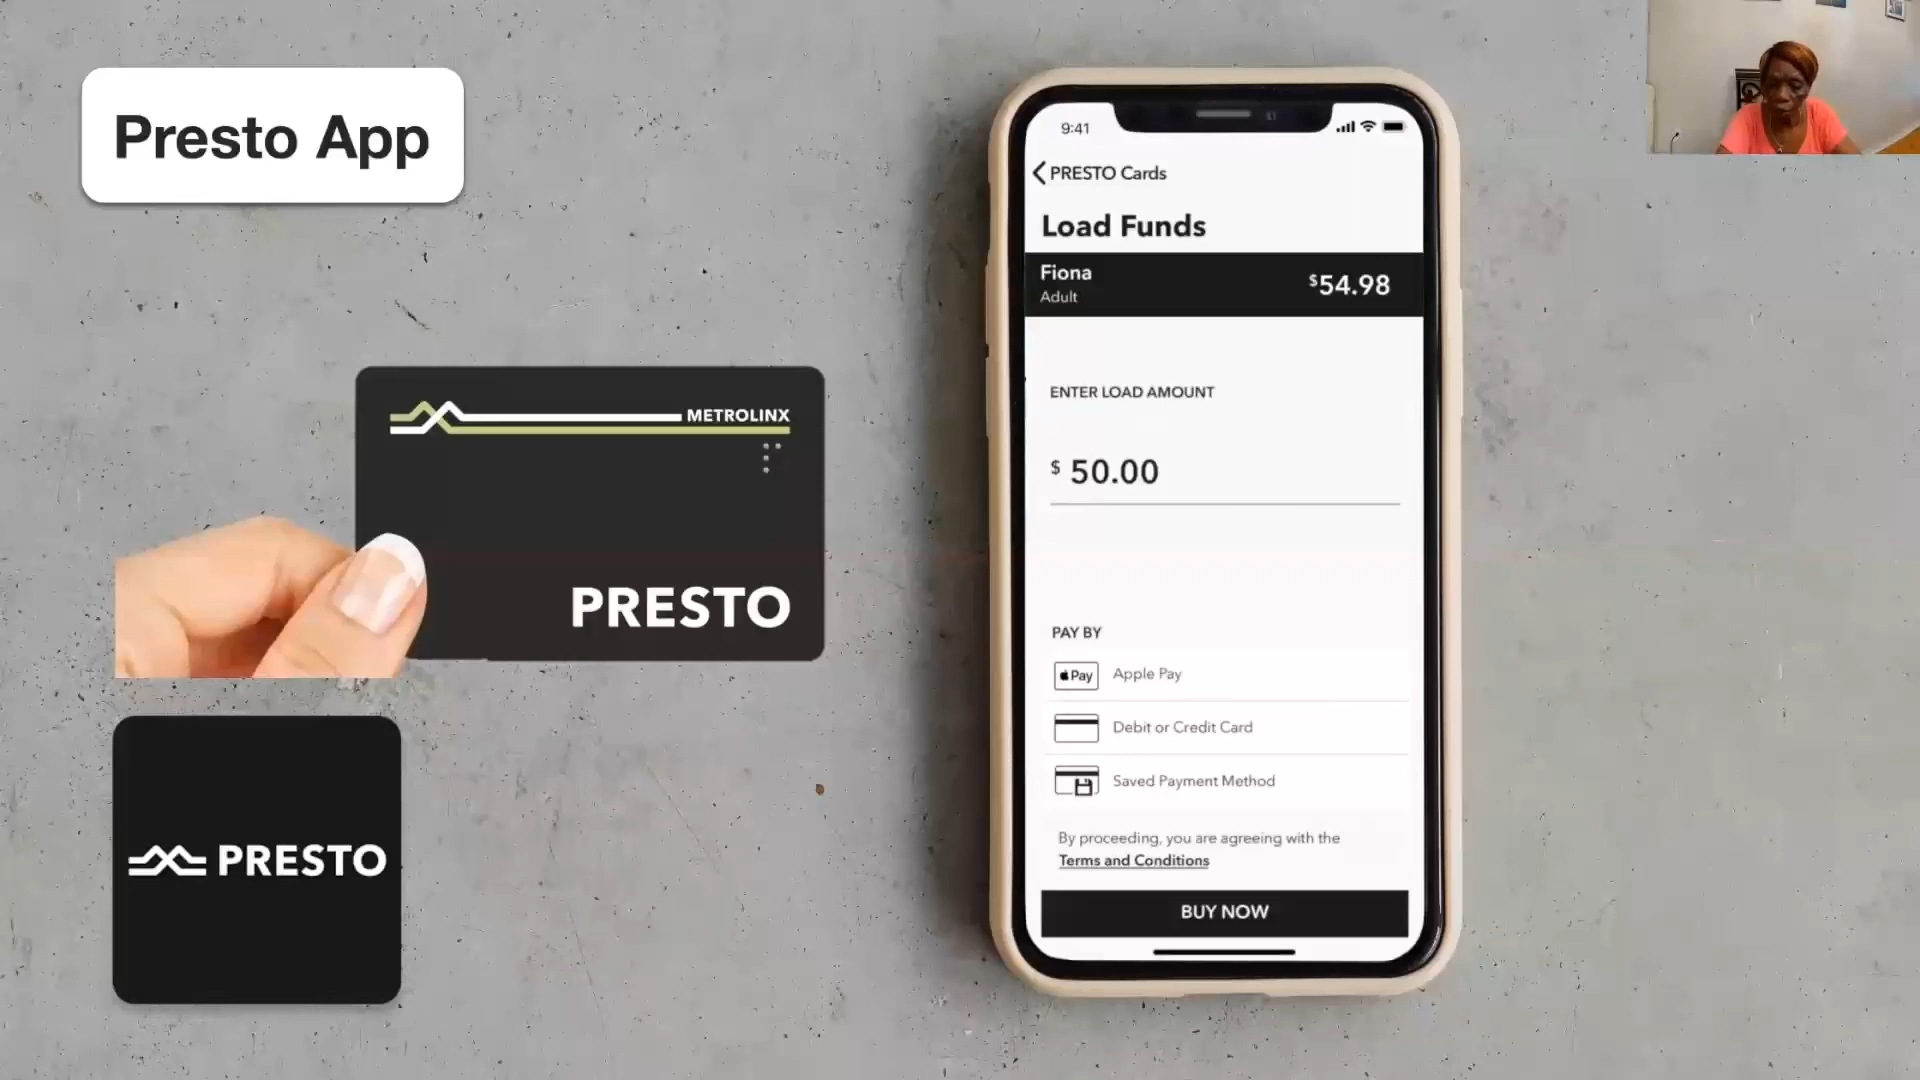 Presto App
METROLINX
PRESTO
PRESTO
9:41
PRESTO Cards
Load Funds
Fiona
Adult
$54.98
ENTER LOAD AMOUNT
$ 50.00
PAY BY
Pay Apple Pay
Debit or Credit Card
Saved Payment Method
By proceeding, you are agreeing with the
Terms and Conditions
BUY NOW